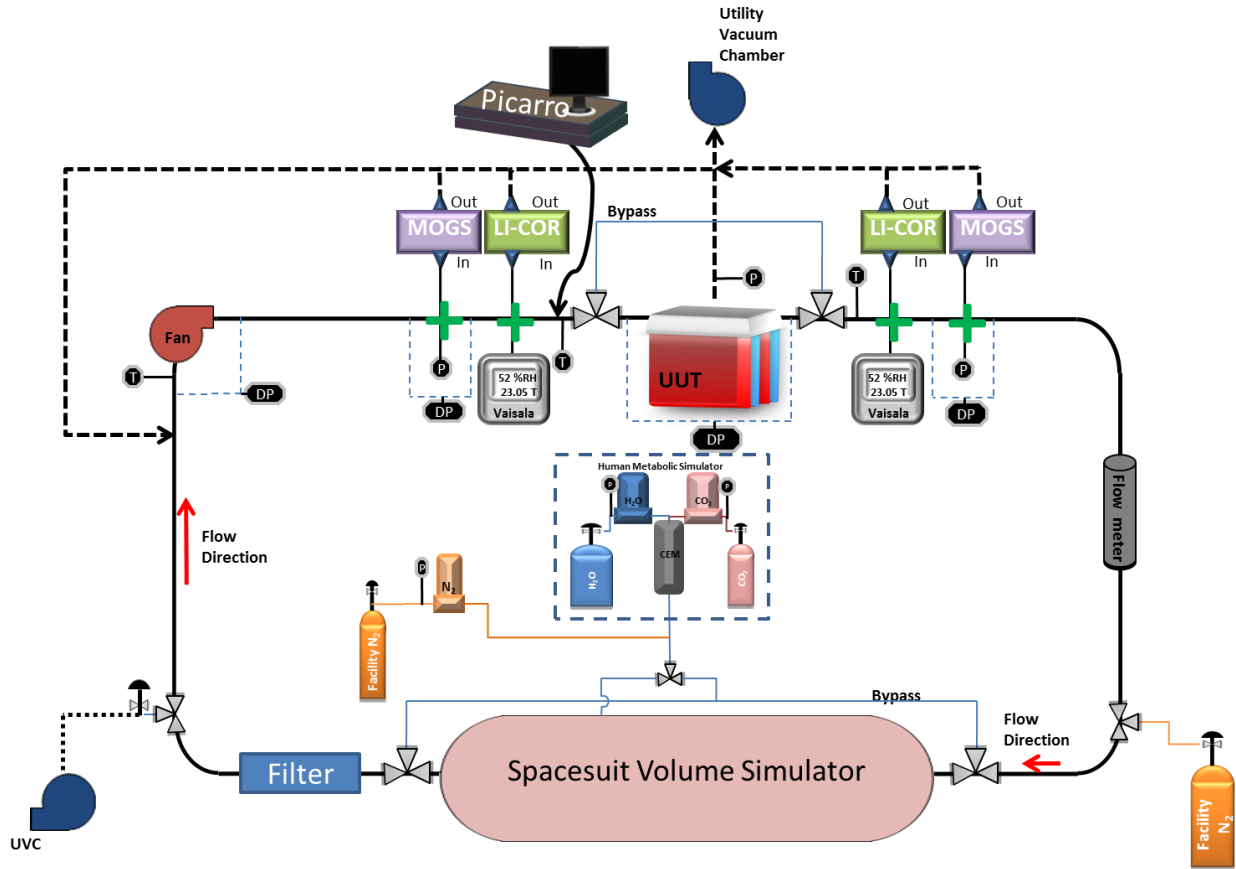 Utility
Vacuum
Chamber
Picarro
Out
Out
MOGS
LI-COR
In
In
Bypass
Out
Out
LI-COR
MOGS
In
In
P
T
Fan
T
DP
P
DP
52 %RH
23.05 T
Vaisala
T
UUT
DP
52 %RH
23.05 T
Vaisala
P
DP
Flow meter
Human Metabolic Simulator
P
H₂O
CO₂
P
CEM
H₂O
CO₂
Flow
Direction
P
N₂
Facility N₂
Bypass
Flow
Direction
Filter
Spacesuit Volume Simulator
Facility
N₂
UVC